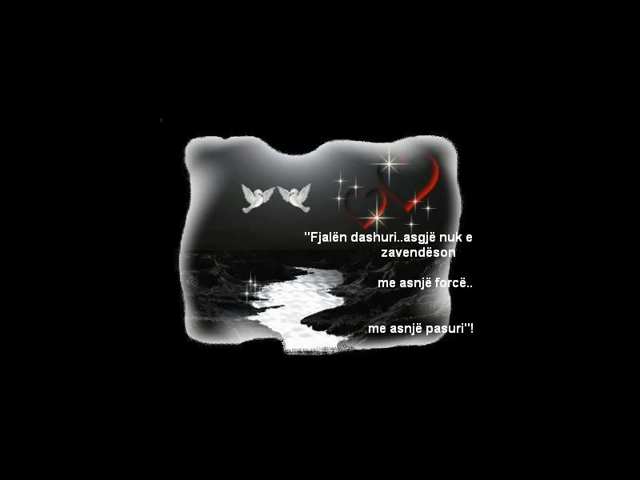 "Fjalën dashuri..asgjë nuk e
zavendëson
me asnjë forcë..
me asnjë pasuri"!